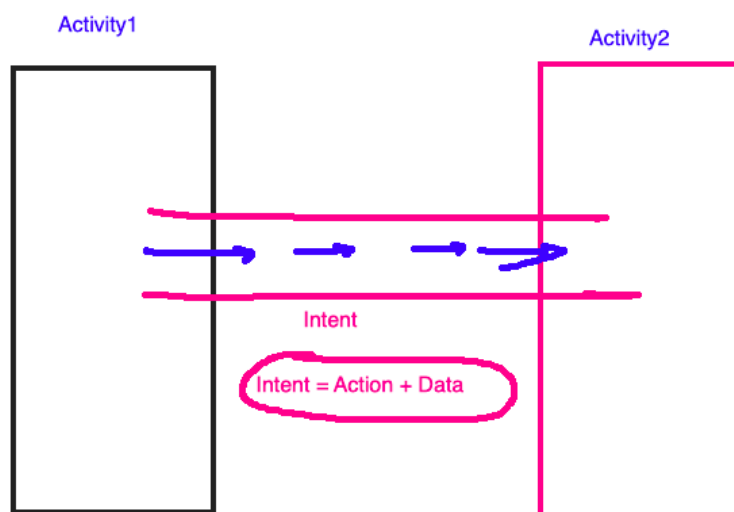 Activity1
Activity2
Intent
Intent = Action + Data